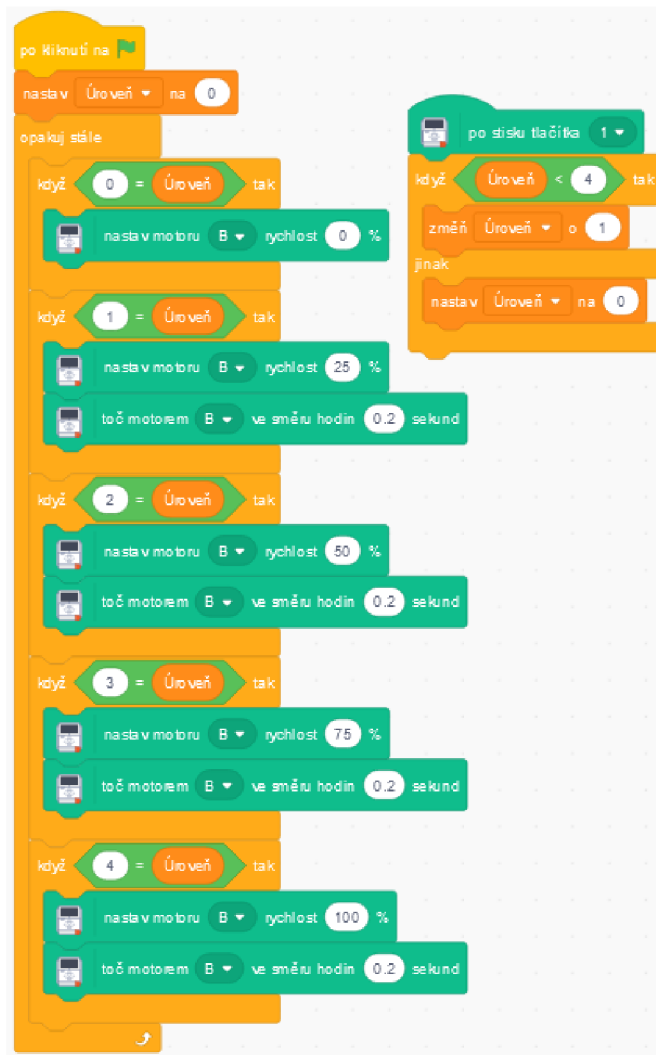 po kliknutí na
nastav Úroveň na 0
opakuj stále
když 0 = Úroveň tak
nastav motoru B rychlost 0 %
když 1 = Úroveň tak
nastav motoru B rychlost 25 %
toč motorem B ve směru hodin 0.2 sekund
když 2 = Úroveň tak
nastav motoru B rychlost 50 %
toč motorem B ve směru hodin 0.2 sekund
když 3 = Úroveň tak
nastav motoru B rychlost 75 %
toč motorem B ve směru hodin 0.2 sekund
když 4 = Úroveň tak
nastav motoru B rychlost 100 %
toč motorem B ve směru hodin 0.2 sekund
po stisku tlačítka 1
když Úroveň < 4 tak
změň Úroveň o 1
jinak
nastav Úroveň na 0